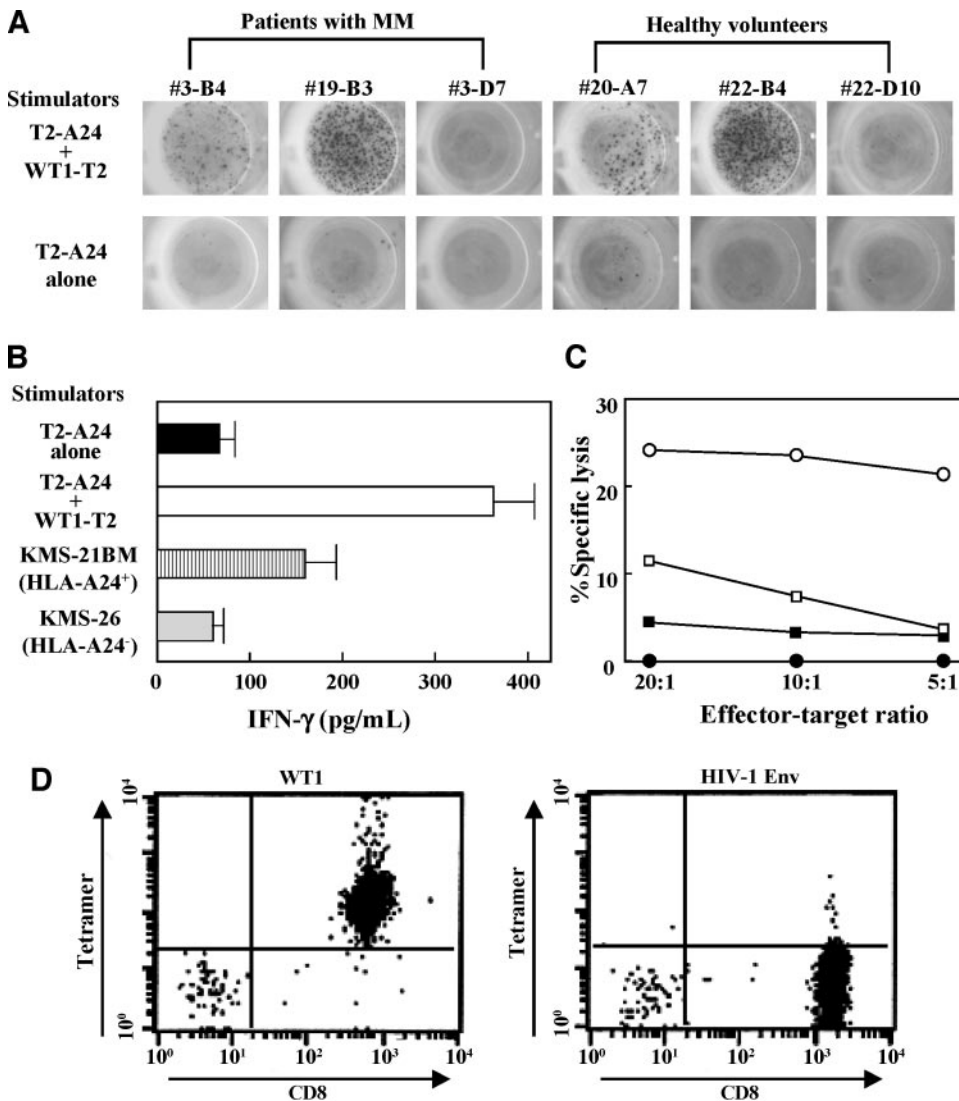 A
Patients with MM
Healthy volunteers
Stimulators
#3-B4
#19-B3
#3-D7
#20-A7
#22-B4
#22-D10
T2-A24
+
WT1-T2
T2-A24
alone
B
Stimulators
T2-A24
alone
T2-A24
+
WT1-T2
KMS-21BM
(HLA-A24⁺)
KMS-26
(HLA-A24⁻)
0
100
200
300
400
IFN-γ (pg/mL)
C
30
20
10
0
%Specific lysis
20:1
10:1
5:1
Effector-target ratio
D
WT1
Tetramer
10⁴
10⁰
10⁰ 10¹ 10² 10³ 10⁴
CD8
HIV-1 Env
Tetramer
10⁴
10⁰
10⁰ 10¹ 10² 10³ 10⁴
CD8